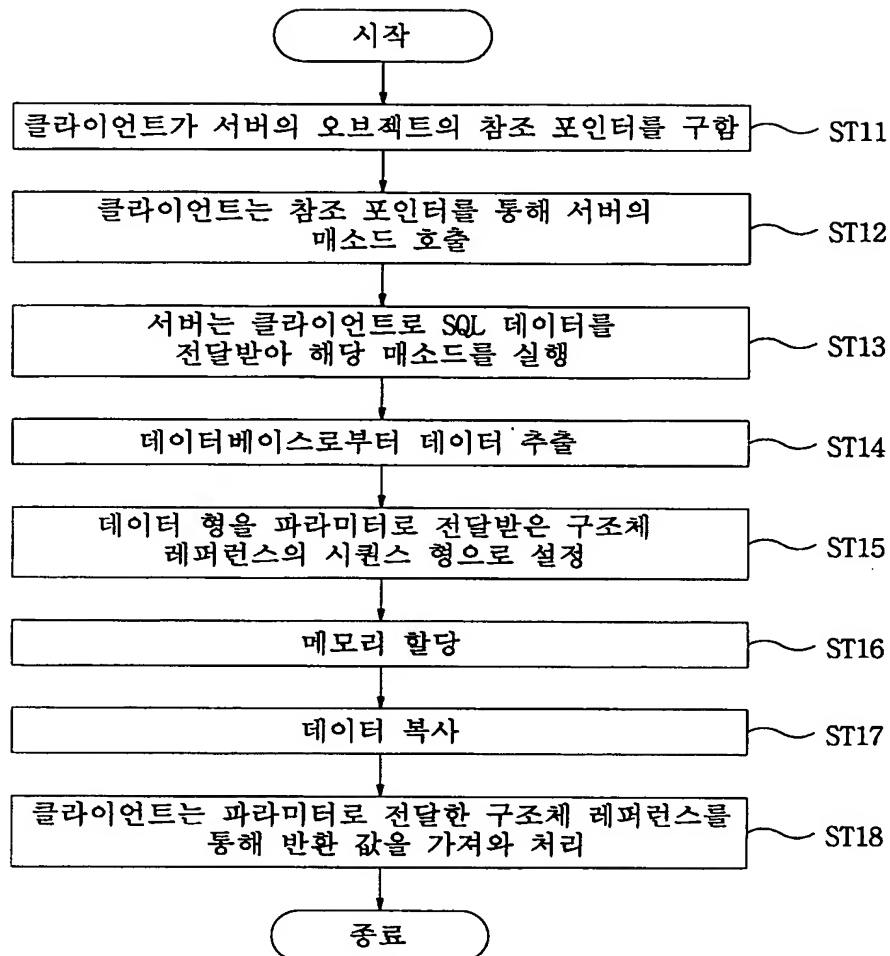 시작
클라이언트가 서버의 오브젝트의 참조 포인터를 구함
ST11
클라이언트는 참조 포인터를 통해 서버의
매소드 호출
ST12
서버는 클라이언트로 SQL 데이터를
전달받아 해당 매소드를 실행
ST13
데이터베이스로부터 데이터 추출
ST14
데이터 형을 파라미터로 전달받은 구조체
레퍼런스의 시퀀스 형으로 설정
ST15
메모리 할당
ST16
데이터 복사
ST17
클라이언트는 파라미터로 전달한 구조체 레퍼런스를
통해 반환 값을 가져와 처리
ST18
종료